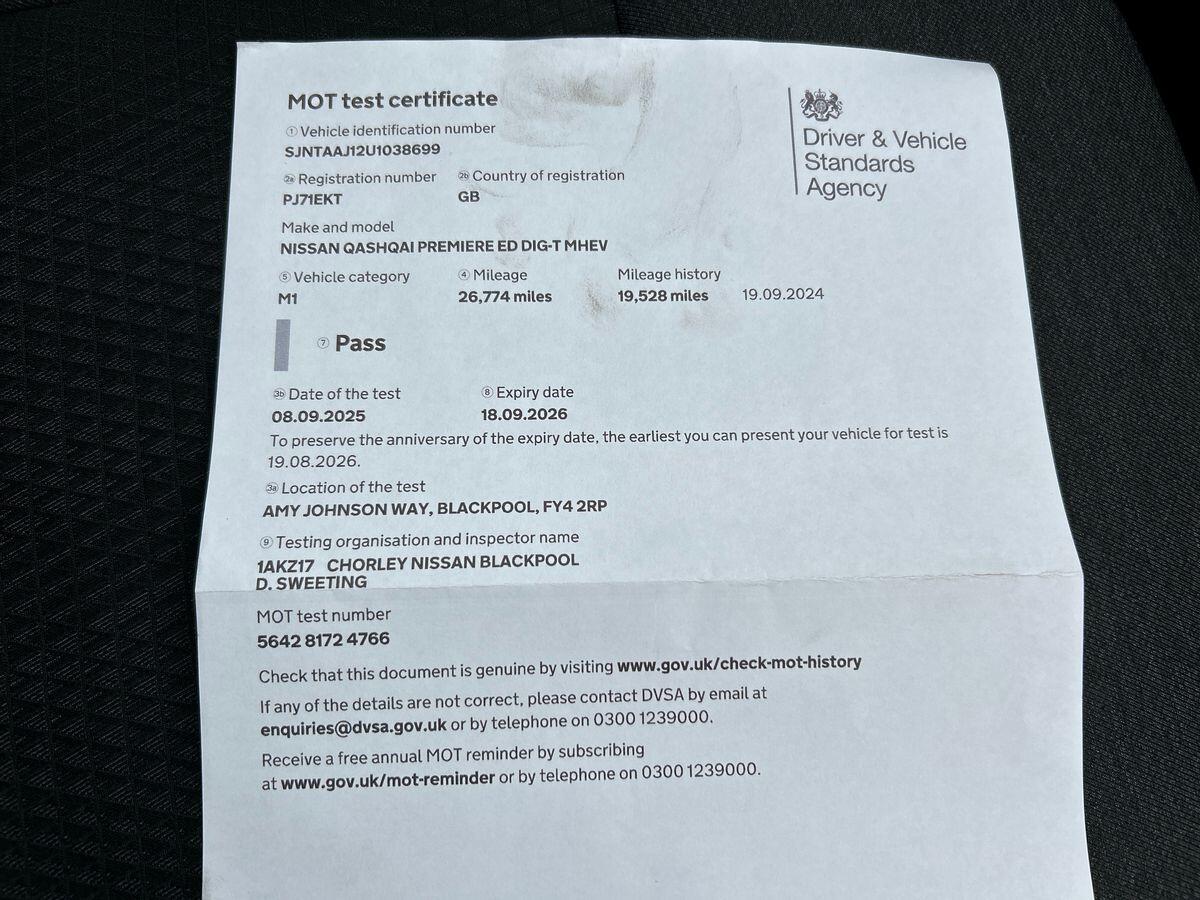 MOT test certificate
Driver & Vehicle
Standards
Agency
① Vehicle identification number
SJNTAAJ12U1038699
2a Registration number 2b Country of registration
PJ71EKT GB
Make and model
NISSAN QASHQAI PREMIERE ED DIG-T MHEV
⑤ Vehicle category ④ Mileage Mileage history
M1 26,774 miles 19,528 miles 19.09.2024
⑦ Pass
3b Date of the test ⑧ Expiry date
08.09.2025 18.09.2026
To preserve the anniversary of the expiry date, the earliest you can present your vehicle for test is
19.08.2026.
3a Location of the test
AMY JOHNSON WAY, BLACKPOOL, FY4 2RP
⑨ Testing organisation and inspector name
1AKZ17 CHORLEY NISSAN BLACKPOOL
D. SWEETING
MOT test number
5642 8172 4766
Check that this document is genuine by visiting www.gov.uk/check-mot-history
If any of the details are not correct, please contact DVSA by email at
enquiries@dvsa.gov.uk or by telephone on 0300 1239000.
Receive a free annual MOT reminder by subscribing
at www.gov.uk/mot-reminder or by telephone on 0300 1239000.